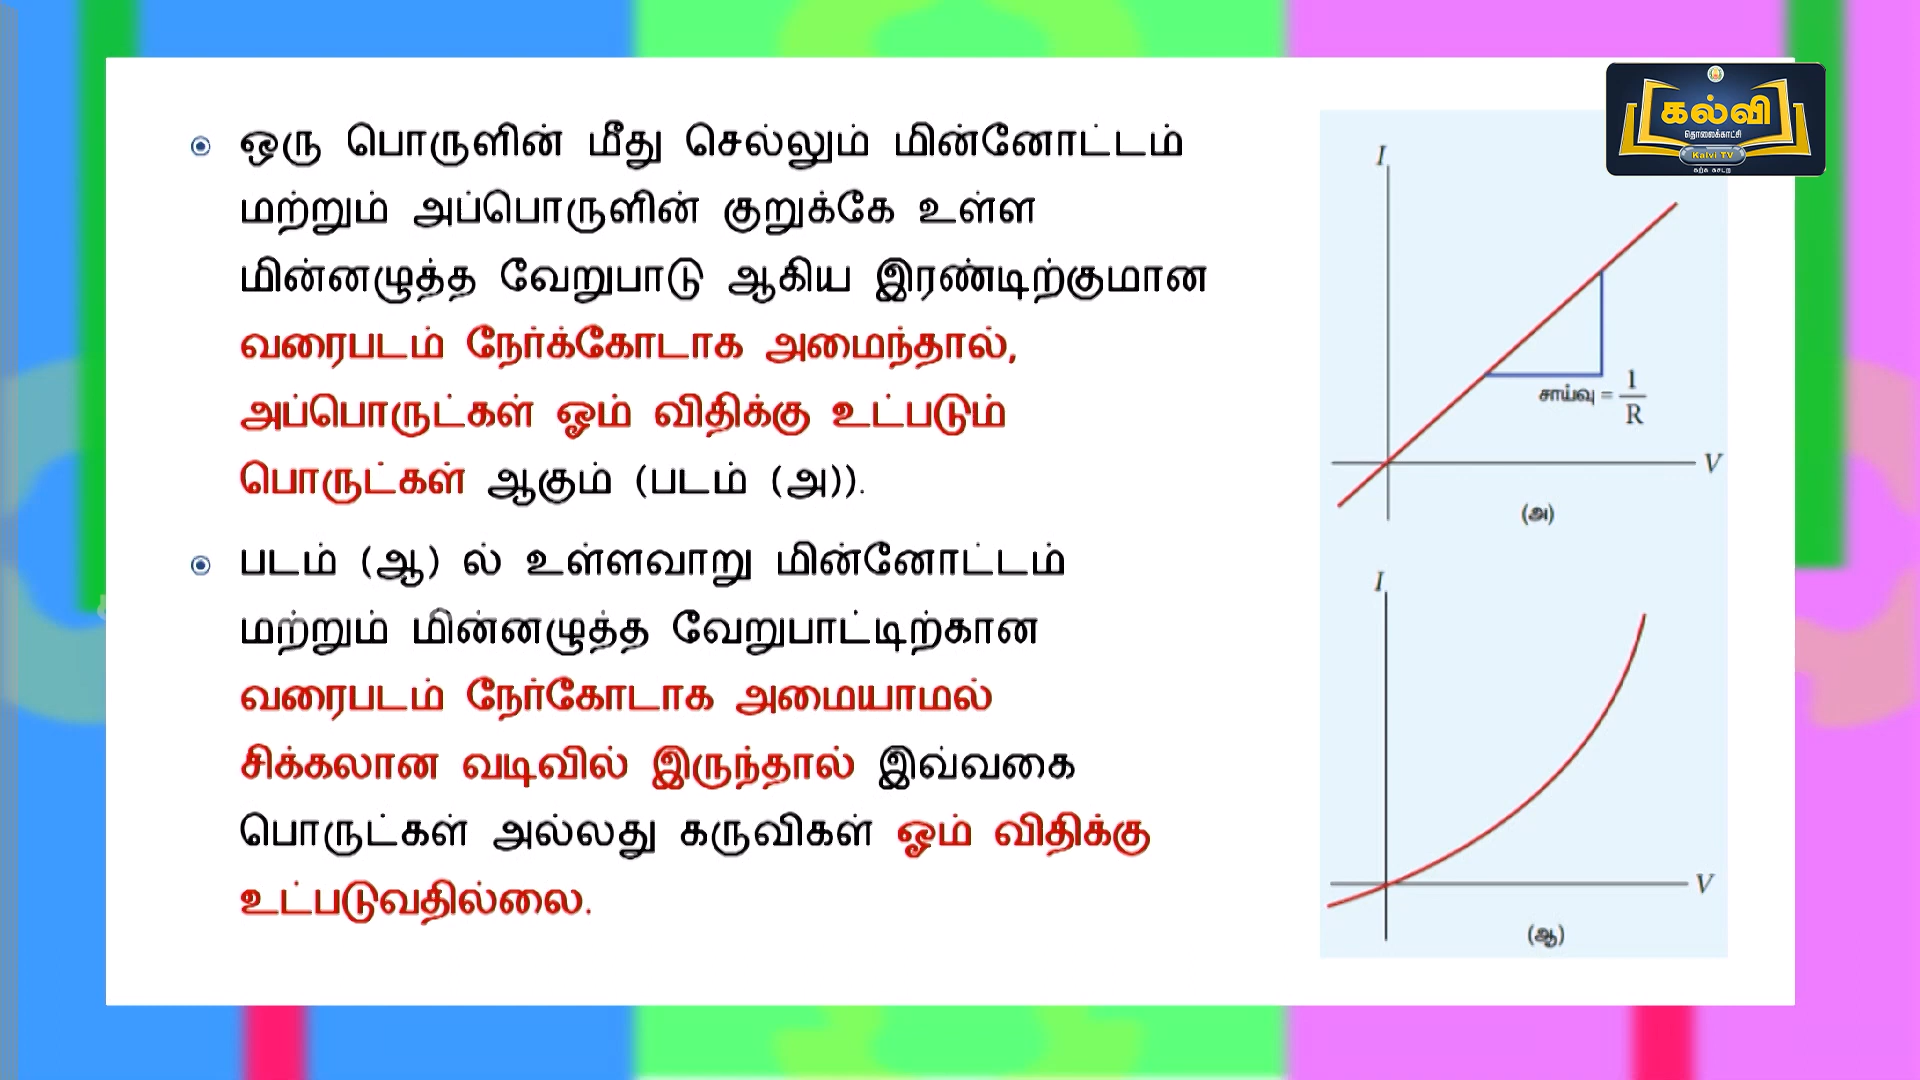 ஒரு பொருளின் மீது செல்லும் மின்னோட்டம்
மற்றும் அப்பொருளின் குறுக்கே உள்ள
மின்னழுத்த வேறுபாடு ஆகிய இரண்டிற்குமான
வரைபடம் நேர்க்கோடாக அமைந்தால்,
அப்பொருட்கள் ஓம் விதிக்கு உட்படும்
பொருட்கள் ஆகும் (படம் (அ)).
படம் (ஆ) ல் உள்ளவாறு மின்னோட்டம்
மற்றும் மின்னழுத்த வேறுபாட்டிற்கான
வரைபடம் நேர்கோடாக அமையாமல்
சிக்கலான வடிவில் இருந்தால் இவ்வகை
பொருட்கள் அல்லது கருவிகள் ஓம் விதிக்கு
உட்படுவதில்லை.
கல்வி
தொலைக்காட்சி
Kalvi TV
கற்க கசடற
I
சாய்வு = 1/R
V
(அ)
I
V
(ஆ)